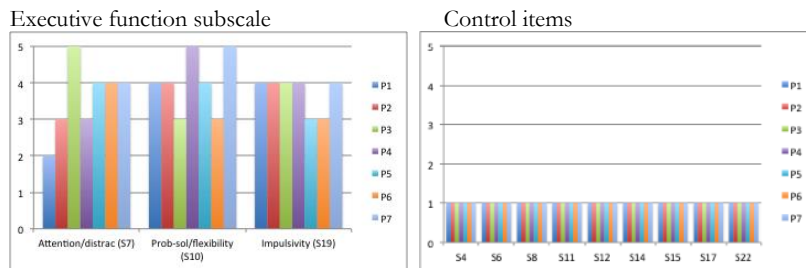 Executive function subscale
Control items
5
4
3
2
1
0
Attention/distrac (S7)
Prob-sol/flexibility
(S10)
Impulsivity (S19)
P1
P2
P3
P4
P5
P6
P7
5
4
3
2
1
0
S4
S6
S8
S11
S12
S14
S15
S17
S22
P1
P2
P3
P4
P5
P6
P7